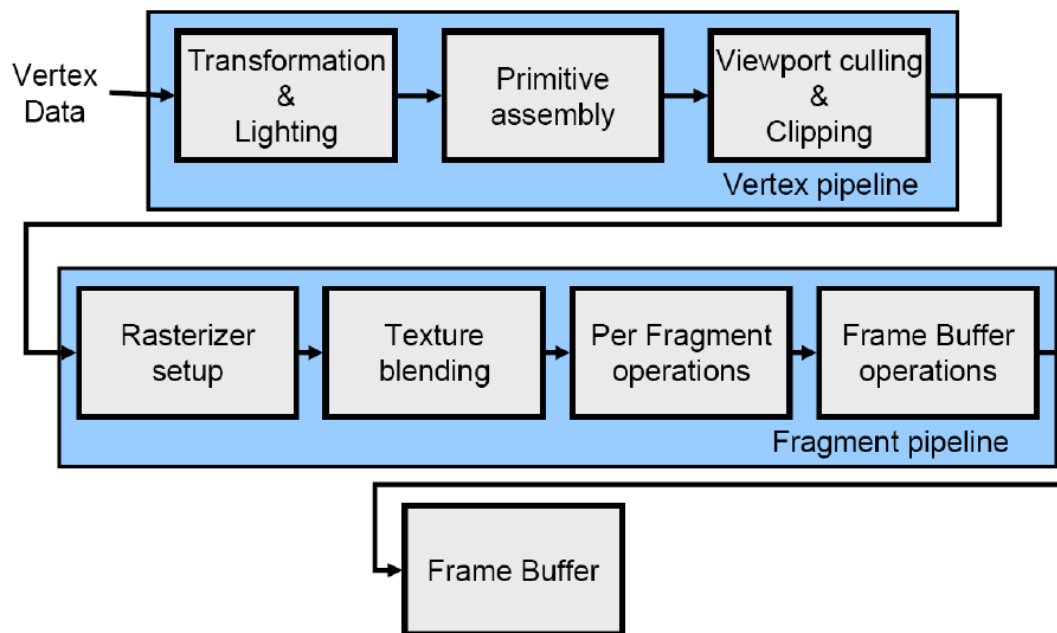 Vertex
Data
Transformation
&
Lighting
Primitive
assembly
Viewport culling
&
Clipping
Vertex pipeline
Rasterizer
setup
Texture
blending
Per Fragment
operations
Frame Buffer
operations
Fragment pipeline
Frame Buffer